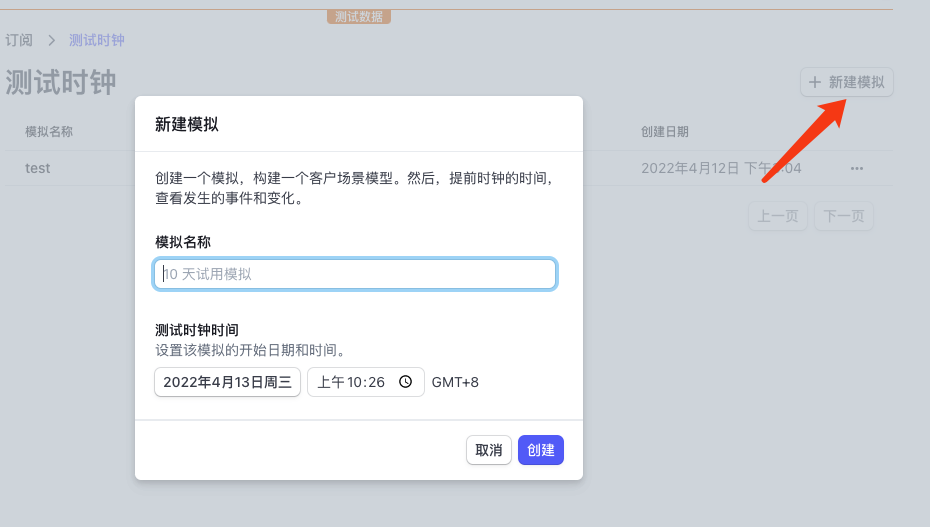 测试数据
订阅 > 测试时钟
测试时钟
+ 新建模拟
模拟名称
创建日期
test
2022年4月12日 下午 :04
上一页 下一页
新建模拟
创建一个模拟，构建一个客户场景模型。然后，提前时钟的时间，
查看发生的事件和变化。
模拟名称
10 天试用模拟
测试时钟时间
设置该模拟的开始日期和时间。
2022年4月13日周三 上午10:26 GMT+8
取消 创建